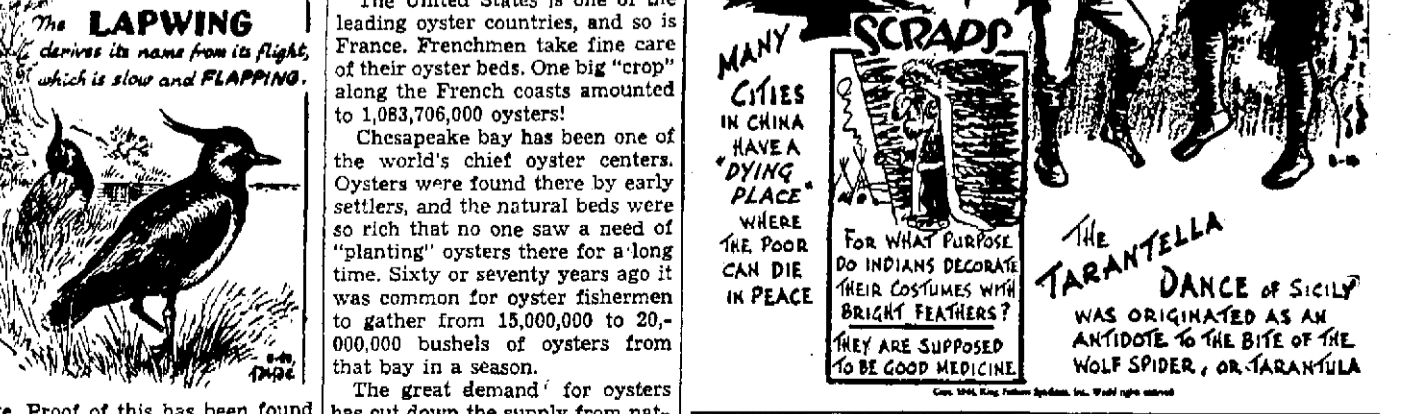 The LAPWING
derives its name from its flight,
which is slow and FLAPPING.
Proof of this has been found
The United States is one of the
leading oyster countries, and so is
France. Frenchmen take fine care
of their oyster beds. One big "crop"
along the French coasts amounted
to 1,083,706,000 oysters!
Chesapeake bay has been one of
the world's chief oyster centers.
Oysters were found there by early
settlers, and the natural beds were
so rich that no one saw a need of
"planting" oysters there for a long
time. Sixty or seventy years ago it
was common for oyster fishermen
to gather from 15,000,000 to 20,-
000,000 bushels of oysters from
that bay in a season.
The great demand for oysters
has cut down the supply from nat-
MANY
CITIES
IN CHINA
HAVE A
"DYING
PLACE"
WHERE
THE POOR
CAN DIE
IN PEACE
SCRAPS
FOR WHAT PURPOSE
DO INDIANS DECORATE
THEIR COSTUMES WITH
BRIGHT FEATHERS?
THEY ARE SUPPOSED
TO BE GOOD MEDICINE
THE
TARANTELLA
DANCE OF SICILY
WAS ORIGINATED AS AN
ANTIDOTE TO THE BITE OF THE
WOLF SPIDER, OR TARANTULA
King Features Syndicate, Inc., World rights reserved